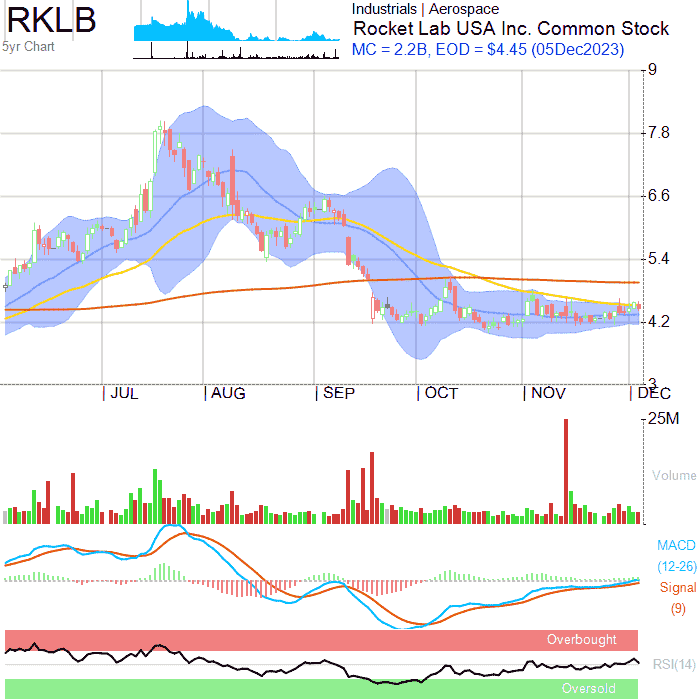 RKLB
5yr Chart
Industrials | Aerospace
Rocket Lab USA Inc. Common Stock
MC = 2.2B, EOD = $4.45 (05Dec2023)
9
7.8
6.6
5.4
4.2
3
JUL AUG SEP OCT NOV DEC
25M
Volume
MACD
(12-26)
Signal
(9)
Overbought
RSI(14)
Oversold